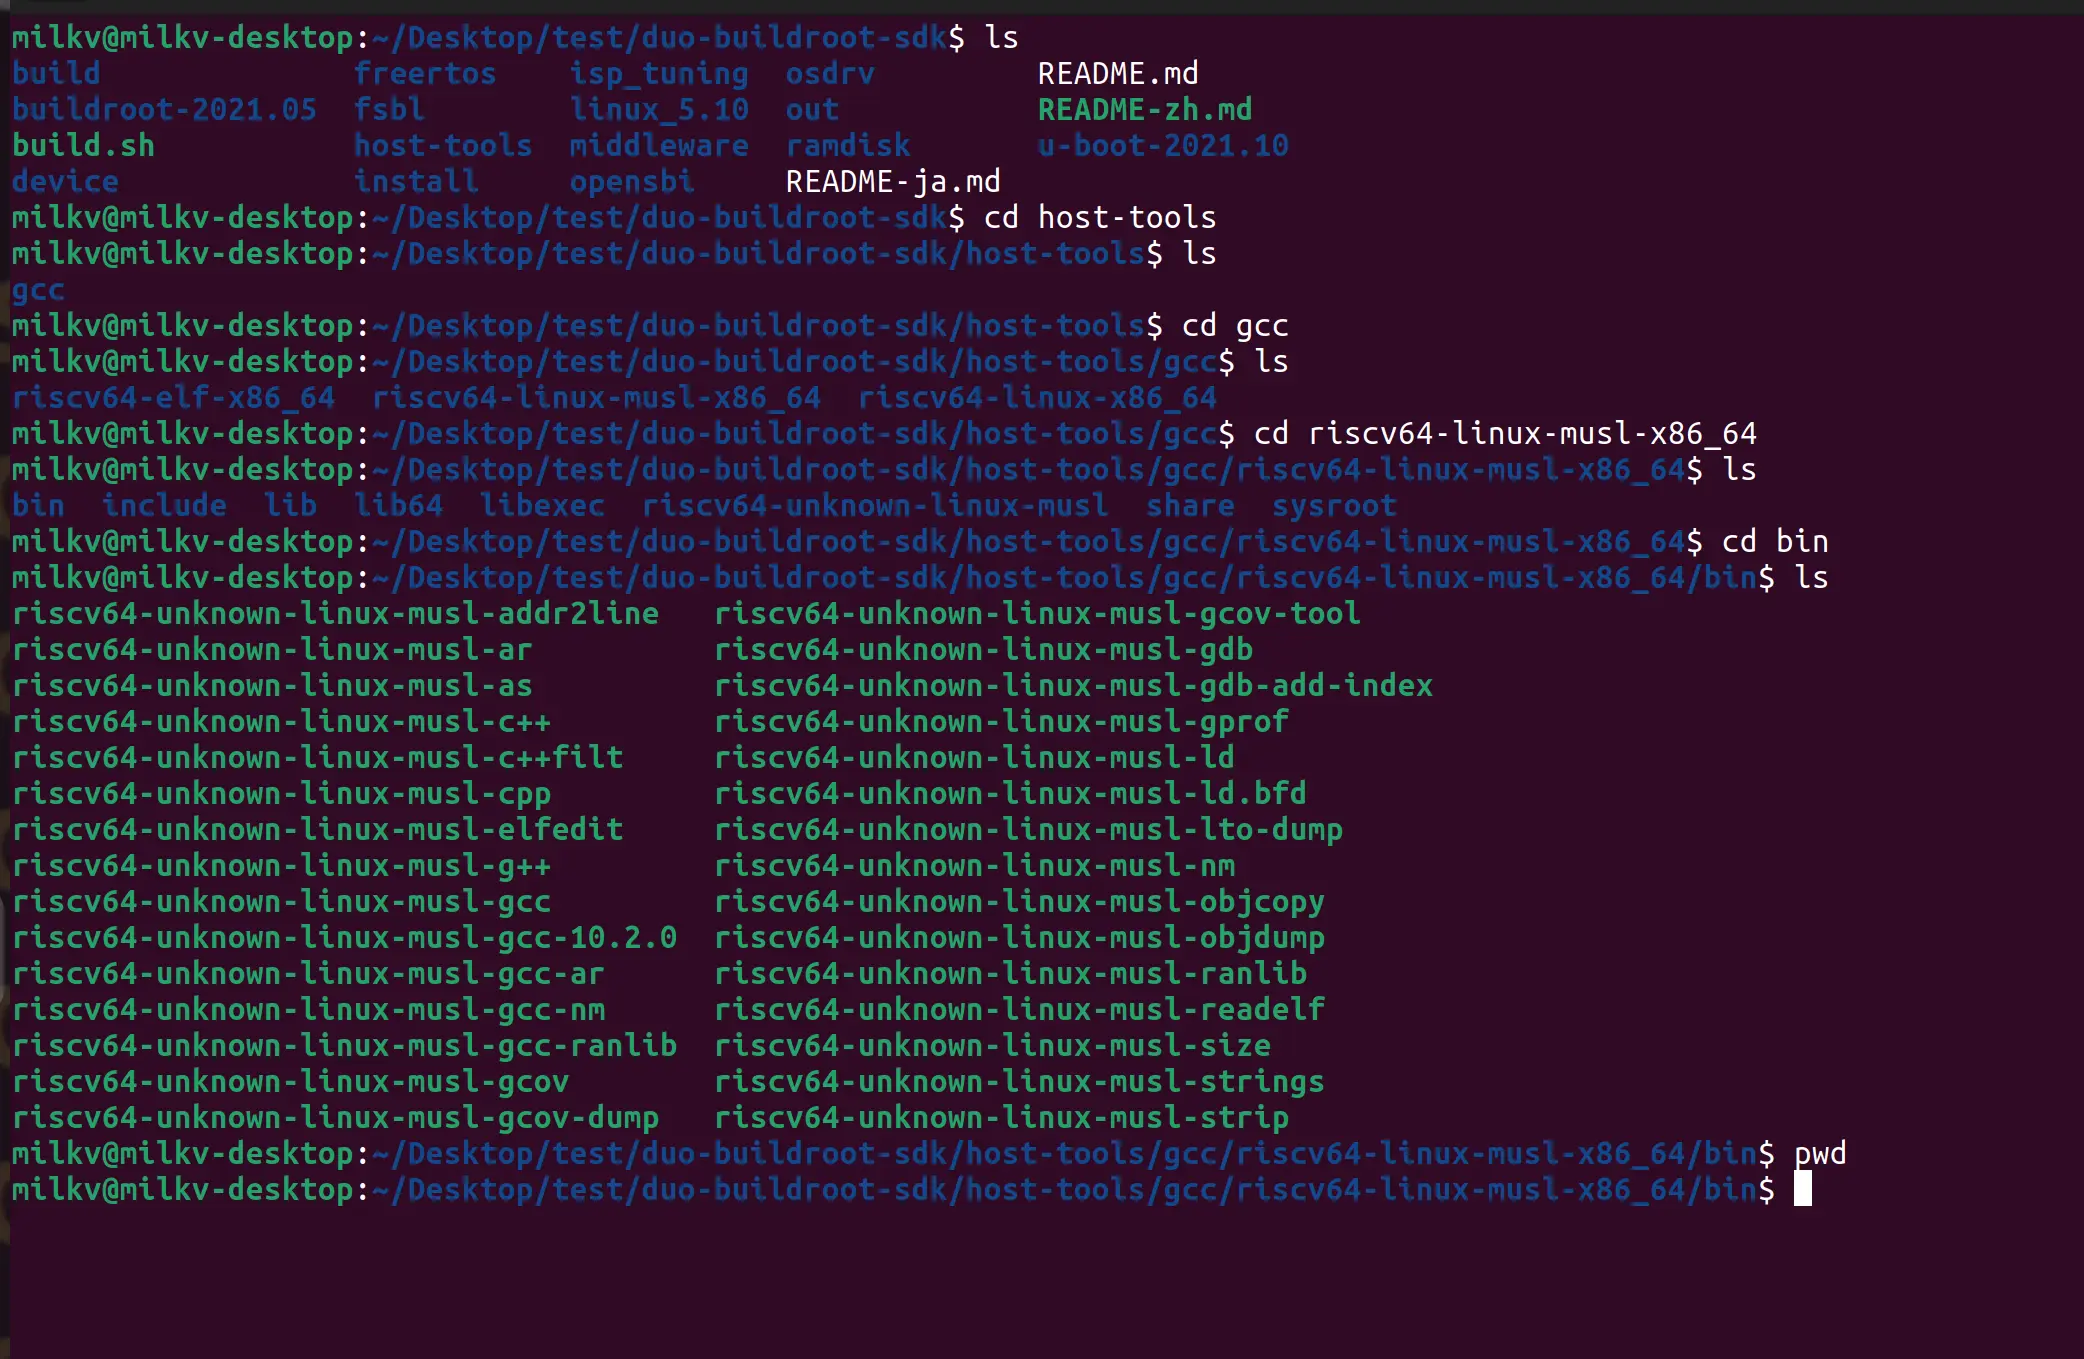 milkv@milkv-desktop:~/Desktop/test/duo-buildroot-sdk$ ls
build freertos isp_tuning osdrv README.md
buildroot-2021.05 fsbl linux_5.10 out README-zh.md
build.sh host-tools middleware ramdisk u-boot-2021.10
device install opensbi README-ja.md
milkv@milkv-desktop:~/Desktop/test/duo-buildroot-sdk$ cd host-tools
milkv@milkv-desktop:~/Desktop/test/duo-buildroot-sdk/host-tools$ ls
gcc
milkv@milkv-desktop:~/Desktop/test/duo-buildroot-sdk/host-tools$ cd gcc
milkv@milkv-desktop:~/Desktop/test/duo-buildroot-sdk/host-tools/gcc$ ls
riscv64-elf-x86_64 riscv64-linux-musl-x86_64 riscv64-linux-x86_64
milkv@milkv-desktop:~/Desktop/test/duo-buildroot-sdk/host-tools/gcc$ cd riscv64-linux-musl-x86_64
milkv@milkv-desktop:~/Desktop/test/duo-buildroot-sdk/host-tools/gcc/riscv64-linux-musl-x86_64$ ls
bin include lib lib64 libexec riscv64-unknown-linux-musl share sysroot
milkv@milkv-desktop:~/Desktop/test/duo-buildroot-sdk/host-tools/gcc/riscv64-linux-musl-x86_64$ cd bin
milkv@milkv-desktop:~/Desktop/test/duo-buildroot-sdk/host-tools/gcc/riscv64-linux-musl-x86_64/bin$ ls
riscv64-unknown-linux-musl-addr2line riscv64-unknown-linux-musl-gcov-tool
riscv64-unknown-linux-musl-ar riscv64-unknown-linux-musl-gdb
riscv64-unknown-linux-musl-as riscv64-unknown-linux-musl-gdb-add-index
riscv64-unknown-linux-musl-c++ riscv64-unknown-linux-musl-gprof
riscv64-unknown-linux-musl-c++filt riscv64-unknown-linux-musl-ld
riscv64-unknown-linux-musl-cpp riscv64-unknown-linux-musl-ld.bfd
riscv64-unknown-linux-musl-elfedit riscv64-unknown-linux-musl-lto-dump
riscv64-unknown-linux-musl-g++ riscv64-unknown-linux-musl-nm
riscv64-unknown-linux-musl-gcc riscv64-unknown-linux-musl-objcopy
riscv64-unknown-linux-musl-gcc-10.2.0 riscv64-unknown-linux-musl-objdump
riscv64-unknown-linux-musl-gcc-ar riscv64-unknown-linux-musl-ranlib
riscv64-unknown-linux-musl-gcc-nm riscv64-unknown-linux-musl-readelf
riscv64-unknown-linux-musl-gcc-ranlib riscv64-unknown-linux-musl-size
riscv64-unknown-linux-musl-gcov riscv64-unknown-linux-musl-strings
riscv64-unknown-linux-musl-gcov-dump riscv64-unknown-linux-musl-strip
milkv@milkv-desktop:~/Desktop/test/duo-buildroot-sdk/host-tools/gcc/riscv64-linux-musl-x86_64/bin$ pwd
milkv@milkv-desktop:~/Desktop/test/duo-buildroot-sdk/host-tools/gcc/riscv64-linux-musl-x86_64/bin$